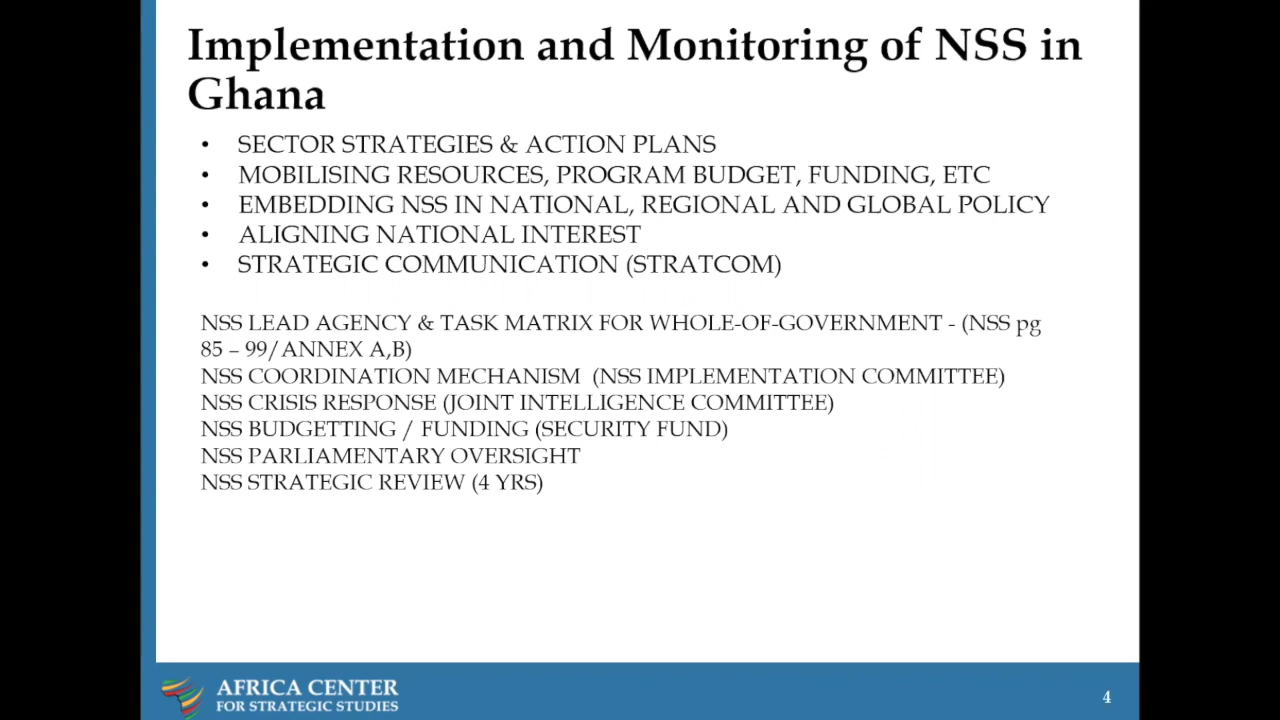 Implementation and Monitoring of NSS in
Ghana
• SECTOR STRATEGIES & ACTION PLANS
• MOBILISING RESOURCES, PROGRAM BUDGET, FUNDING, ETC
• EMBEDDING NSS IN NATIONAL, REGIONAL AND GLOBAL POLICY
• ALIGNING NATIONAL INTEREST
• STRATEGIC COMMUNICATION (STRATCOM)
NSS LEAD AGENCY & TASK MATRIX FOR WHOLE-OF-GOVERNMENT - (NSS pg
85 – 99/ANNEX A,B)
NSS COORDINATION MECHANISM (NSS IMPLEMENTATION COMMITTEE)
NSS CRISIS RESPONSE (JOINT INTELLIGENCE COMMITTEE)
NSS BUDGETTING / FUNDING (SECURITY FUND)
NSS PARLIAMENTARY OVERSIGHT
NSS STRATEGIC REVIEW (4 YRS)
AFRICA CENTER
FOR STRATEGIC STUDIES
4